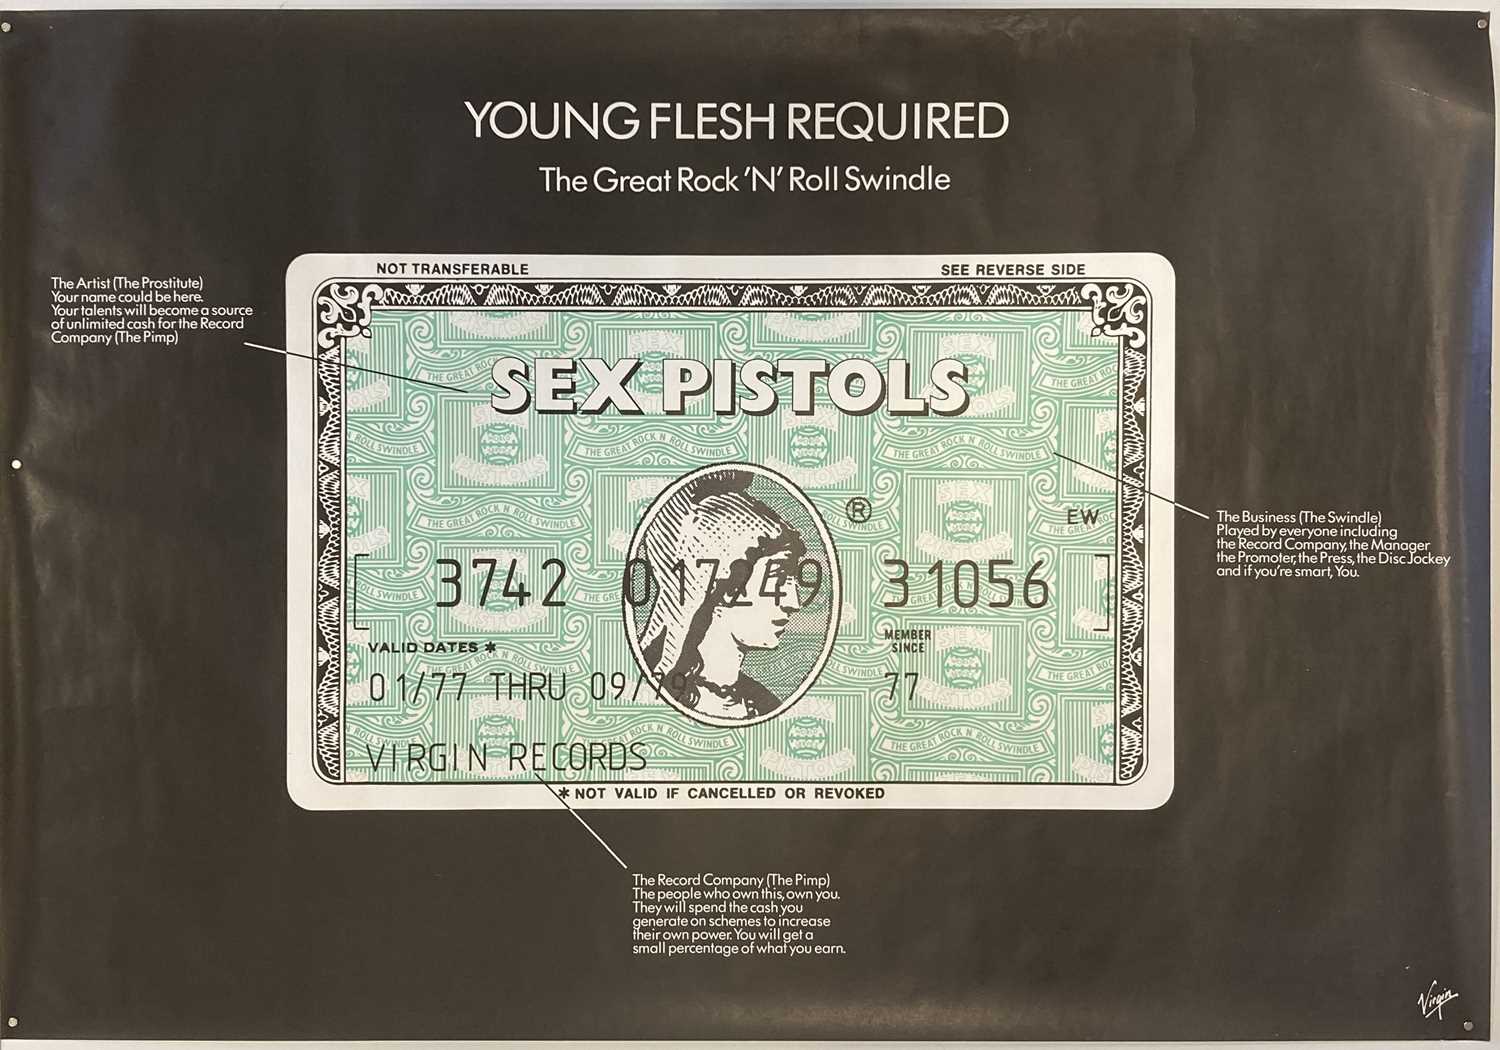 YOUNG FLESH REQUIRED
The Great Rock 'N' Roll Swindle
The Artist (The Prostitute)
Your name could be here.
Your talents will become a source
of unlimited cash for the Record
Company (The Pimp)
NOT TRANSFERABLE
SEE REVERSE SIDE
SEX PISTOLS
THE GREAT ROCK N ROLL SWINDLE
®
EW
3742 017249 31056
VALID DATES *
MEMBER
SINCE
01/77 THRU 09/79
77
VIRGIN RECORDS
* NOT VALID IF CANCELLED OR REVOKED
The Business (The Swindle)
Played by everyone including
the Record Company, the Manager
the Promoter, the Press, the Disc Jockey
and if you're smart, You.
The Record Company (The Pimp)
The people who own this, own you.
They will spend the cash you
generate on schemes to increase
their own power. You will get a
small percentage of what you earn.
Virgin